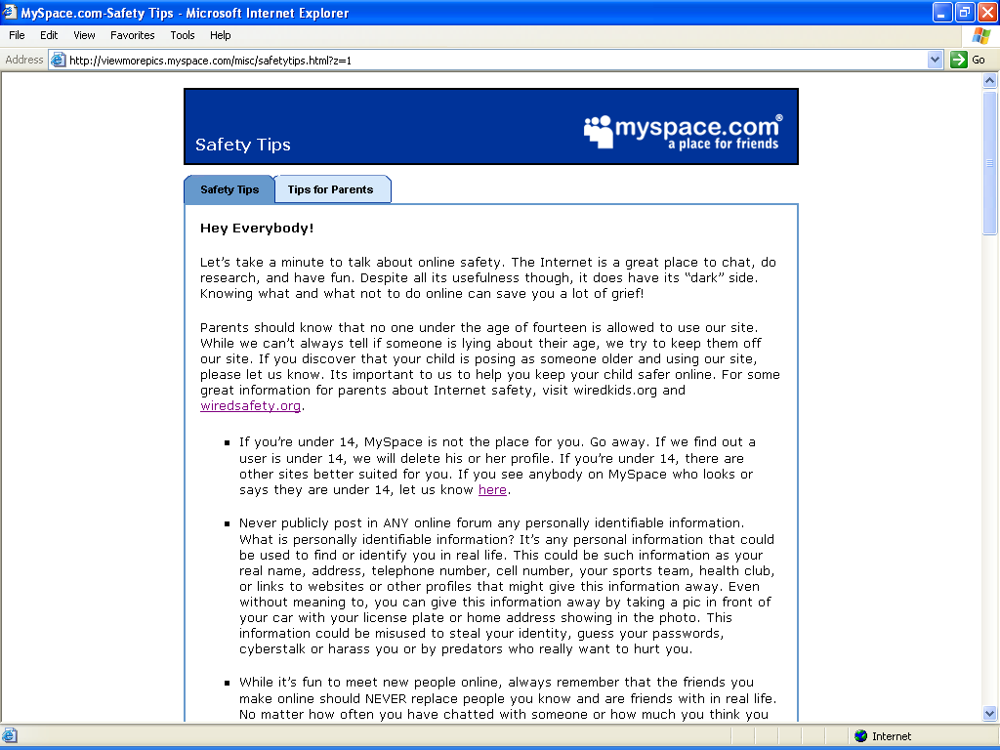 MySpace.com-Safety Tips - Microsoft Internet Explorer
File Edit View Favorites Tools Help
Address http://viewmorepics.myspace.com/misc/safetytips.html?z=1 Go
myspace.com®
a place for friends
Safety Tips
Safety Tips Tips for Parents
Hey Everybody!
Let's take a minute to talk about online safety. The Internet is a great place to chat, do
research, and have fun. Despite all its usefulness though, it does have its “dark” side.
Knowing what and what not to do online can save you a lot of grief!
Parents should know that no one under the age of fourteen is allowed to use our site.
While we can't always tell if someone is lying about their age, we try to keep them off
our site. If you discover that your child is posing as someone older and using our site,
please let us know. Its important to us to help you keep your child safer online. For some
great information for parents about Internet safety, visit wiredkids.org and
wiredsafety.org.
If you're under 14, MySpace is not the place for you. Go away. If we find out a
user is under 14, we will delete his or her profile. If you're under 14, there are
other sites better suited for you. If you see anybody on MySpace who looks or
says they are under 14, let us know here.
Never publicly post in ANY online forum any personally identifiable information.
What is personally identifiable information? It's any personal information that could
be used to find or identify you in real life. This could be such information as your
real name, address, telephone number, cell number, your sports team, health club,
or links to websites or other profiles that might give this information away. Even
without meaning to, you can give this information away by taking a pic in front of
your car with your license plate or home address showing in the photo. This
information could be misused to steal your identity, guess your passwords,
cyberstalk or harass you or by predators who really want to hurt you.
While it's fun to meet new people online, always remember that the friends you
make online should NEVER replace people you know and are friends with in real life.
No matter how often you have chatted with someone or how much you think you
Internet